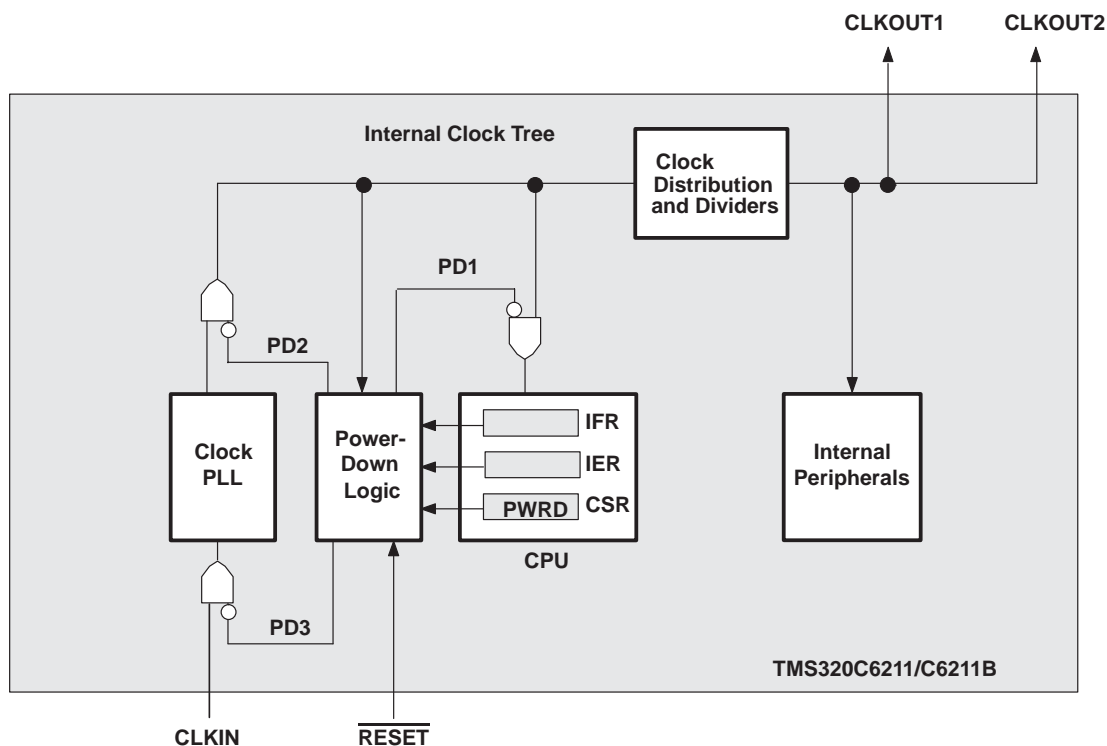 CLKOUT1
CLKOUT2
Internal Clock Tree
Clock
Distribution
and Dividers
PD1
PD2
Clock
PLL
Power-
Down
Logic
IFR
IER
PWRD
CSR
CPU
Internal
Peripherals
PD3
TMS320C6211/C6211B
CLKIN
RESET